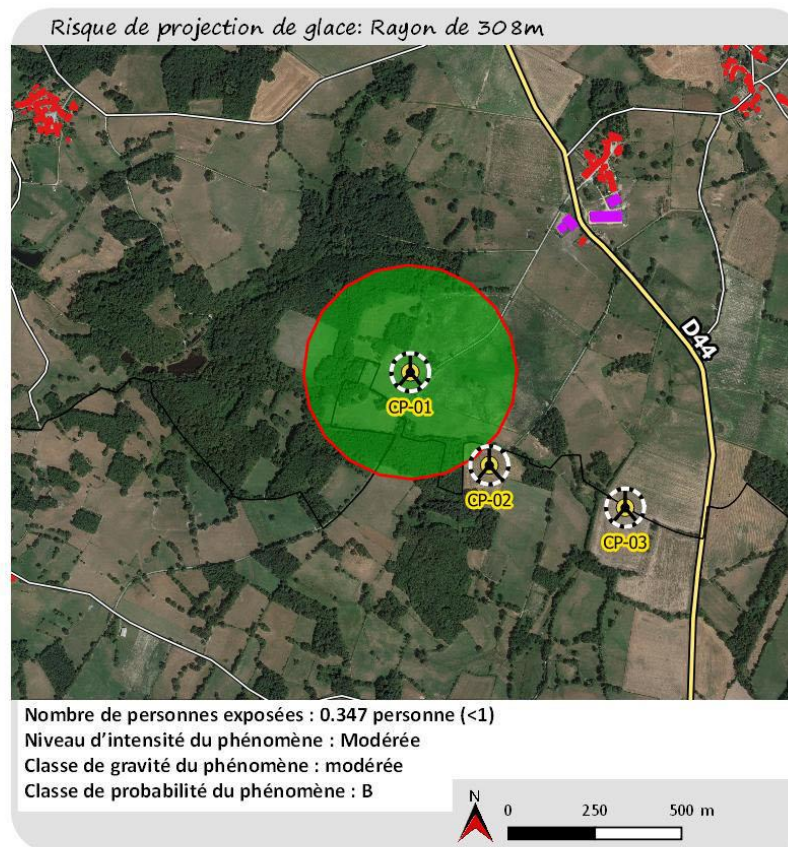 Risque de projection de glace: Rayon de 308m
D44
CP-01
CP-02
CP-03
Nombre de personnes exposées : 0.347 personne (<1)
Niveau d'intensité du phénomène : Modérée
Classe de gravité du phénomène : modérée
Classe de probabilité du phénomène : B
N
0 250 500 m